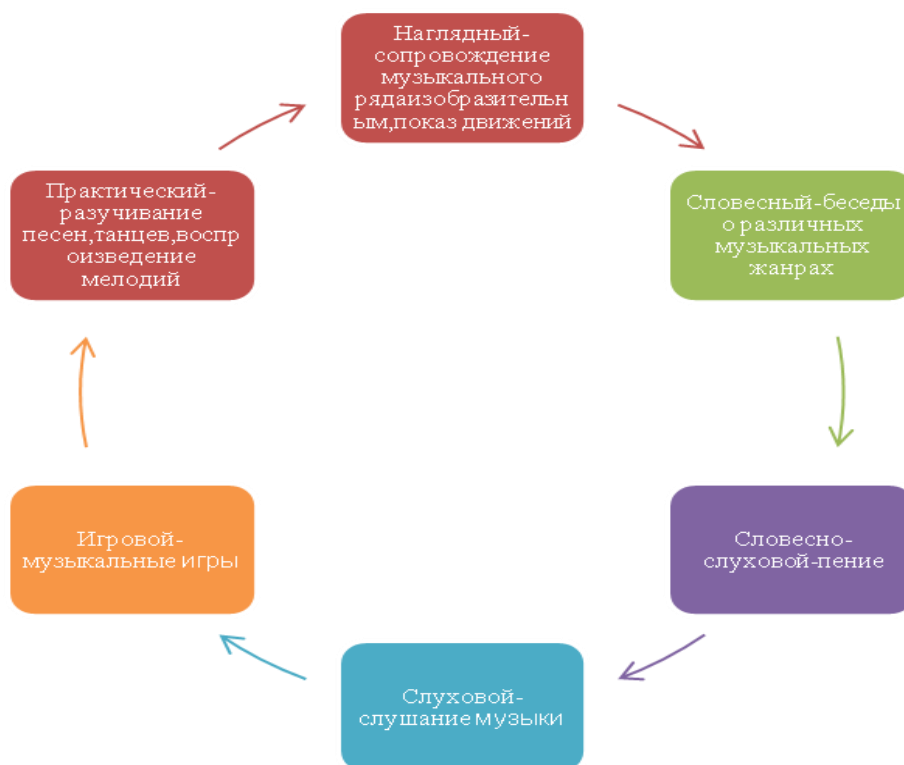 Наглядный-
сопровождение
музыкального
рядаизобразительн
ым,показ движений
Словесный-беседы
о различных
музыкальных
жанрах
Словесно-
слуховой-пение
Слуховой-
слушание музыки
Игровой-
музыкальные игры
Практический-
разучивание
песен,танцев,воспр
оизведение
мелодий